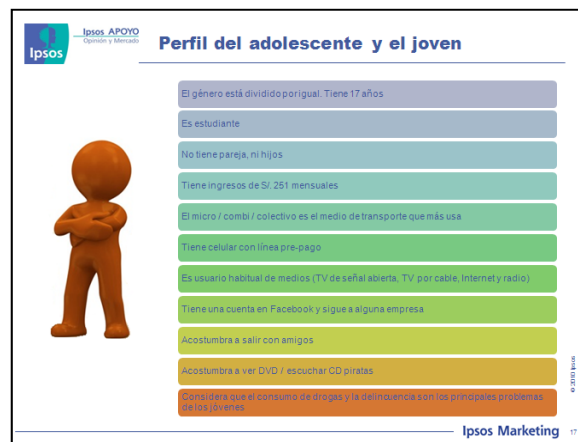 Ipsos
Ipsos APOYO
Opinión y Mercado
Perfil del adolescente y el joven
El género está dividido por igual. Tiene 17 años
Es estudiante
No tiene pareja, ni hijos
Tiene ingresos de S/. 251 mensuales
El micro / combi / colectivo es el medio de transporte que más usa
Tiene celular con línea pre-pago
Es usuario habitual de medios (TV de señal abierta, TV por cable, Internet y radio)
Tiene una cuenta en Facebook y sigue a alguna empresa
Acostumbra a salir con amigos
Acostumbra a ver DVD / escuchar CD piratas
Considera que el consumo de drogas y la delincuencia son los principales problemas
de los jóvenes
© 2010 Ipsos
Ipsos Marketing
17